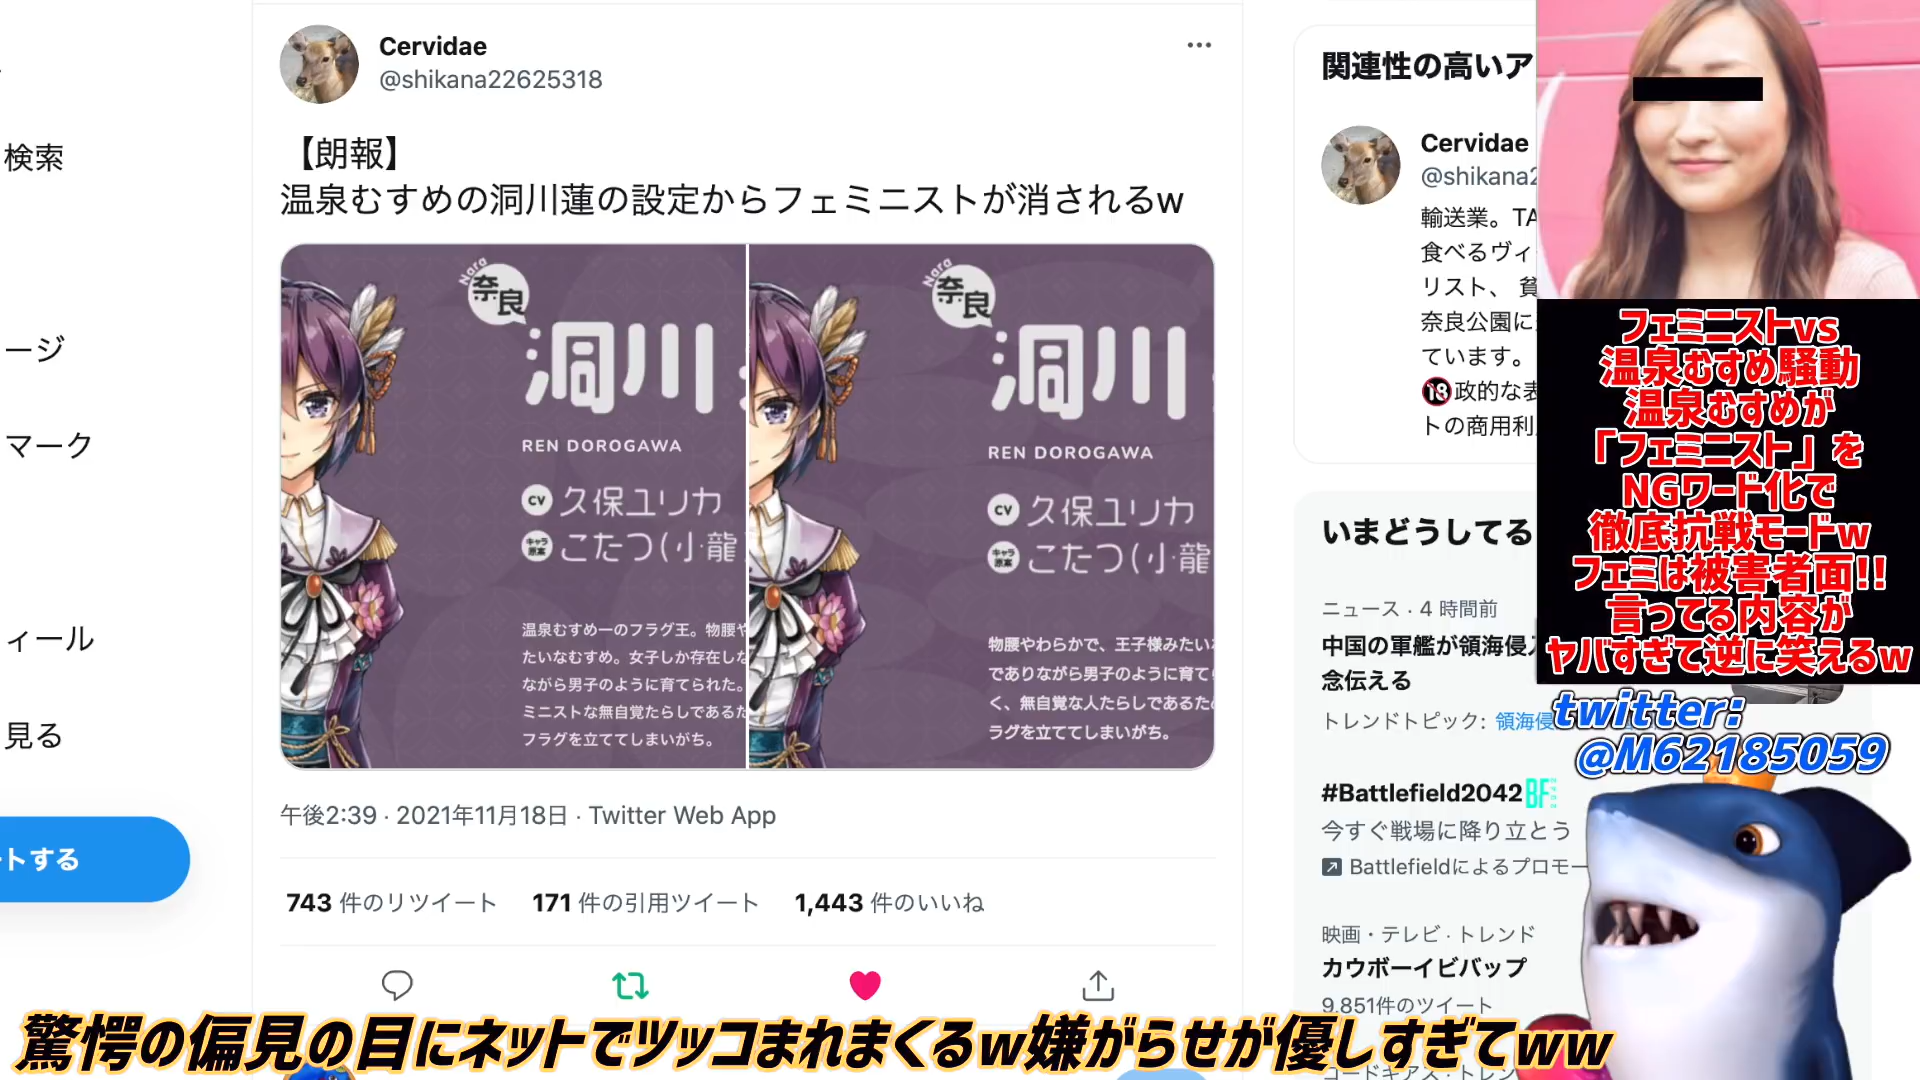 検索
ージ
マーク
ィール
見る
ートする
Cervidae
@shikana22625318
【朗報】
温泉むすめの洞川蓮の設定からフェミニストが消されるw
Nara
奈良
洞川
REN DOROGAWA
CV 久保ユリカ
キャラ原案 こたつ(小龍
温泉むすめ一のフラグ王。物腰や
たいなむすめ。女子しか存在しな
ながら男子のように育てられた。
ミニストな無自覚たらしであるた
フラグを立ててしまいがち。
Nara
奈良
洞川
REN DOROGAWA
CV 久保ユリカ
キャラ原案 こたつ(小龍
物腰やわらかで、王子様みたい
でありながら男子のように育て
く、無自覚な人たらしであるた
ラグを立ててしまいがち。
午後2:39 · 2021年11月18日 · Twitter Web App
743 件のリツイート 171 件の引用ツイート 1,443 件のいいね
関連性の高いア
Cervidae
@shikana2
輸送業。TA
食べるヴィ
リスト、 貧
奈良公園に
ています。
🔞政的な表
トの商用利
いまどうしてる
ニュース · 4 時間前
中国の軍艦が領海侵入
念伝える
トレンドトピック: 領海侵
#Battlefield2042 BF
今すぐ戦場に降り立とう
Battlefieldによるプロモー
映画・テレビ · トレンド
カウボーイビバップ
9,851件のツイート
コードギアス · トレン
フェミニストvs
温泉むすめ騒動
温泉むすめが
「フェミニスト」を
NGワード化で
徹底抗戦モードw
フェミは被害者面!!
言ってる内容が
ヤバすぎて逆に笑えるw
twitter:
@M62185059
驚愕の偏見の目にネットでツッコまれまくるw嫌がらせが優しすぎてww